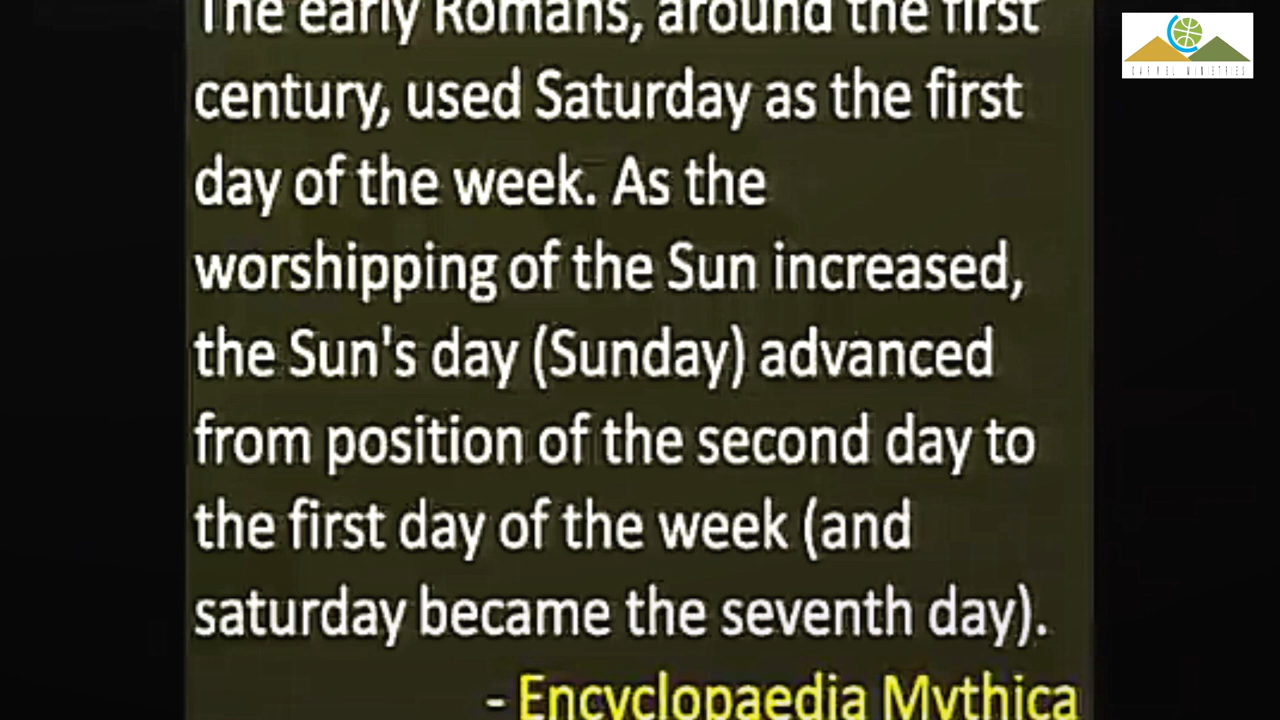 The early Romans, around the first
century, used Saturday as the first
day of the week. As the
worshipping of the Sun increased,
the Sun's day (Sunday) advanced
from position of the second day to
the first day of the week (and
saturday became the seventh day).
- Encyclopaedia Mythica
CARMEL MINISTRIES